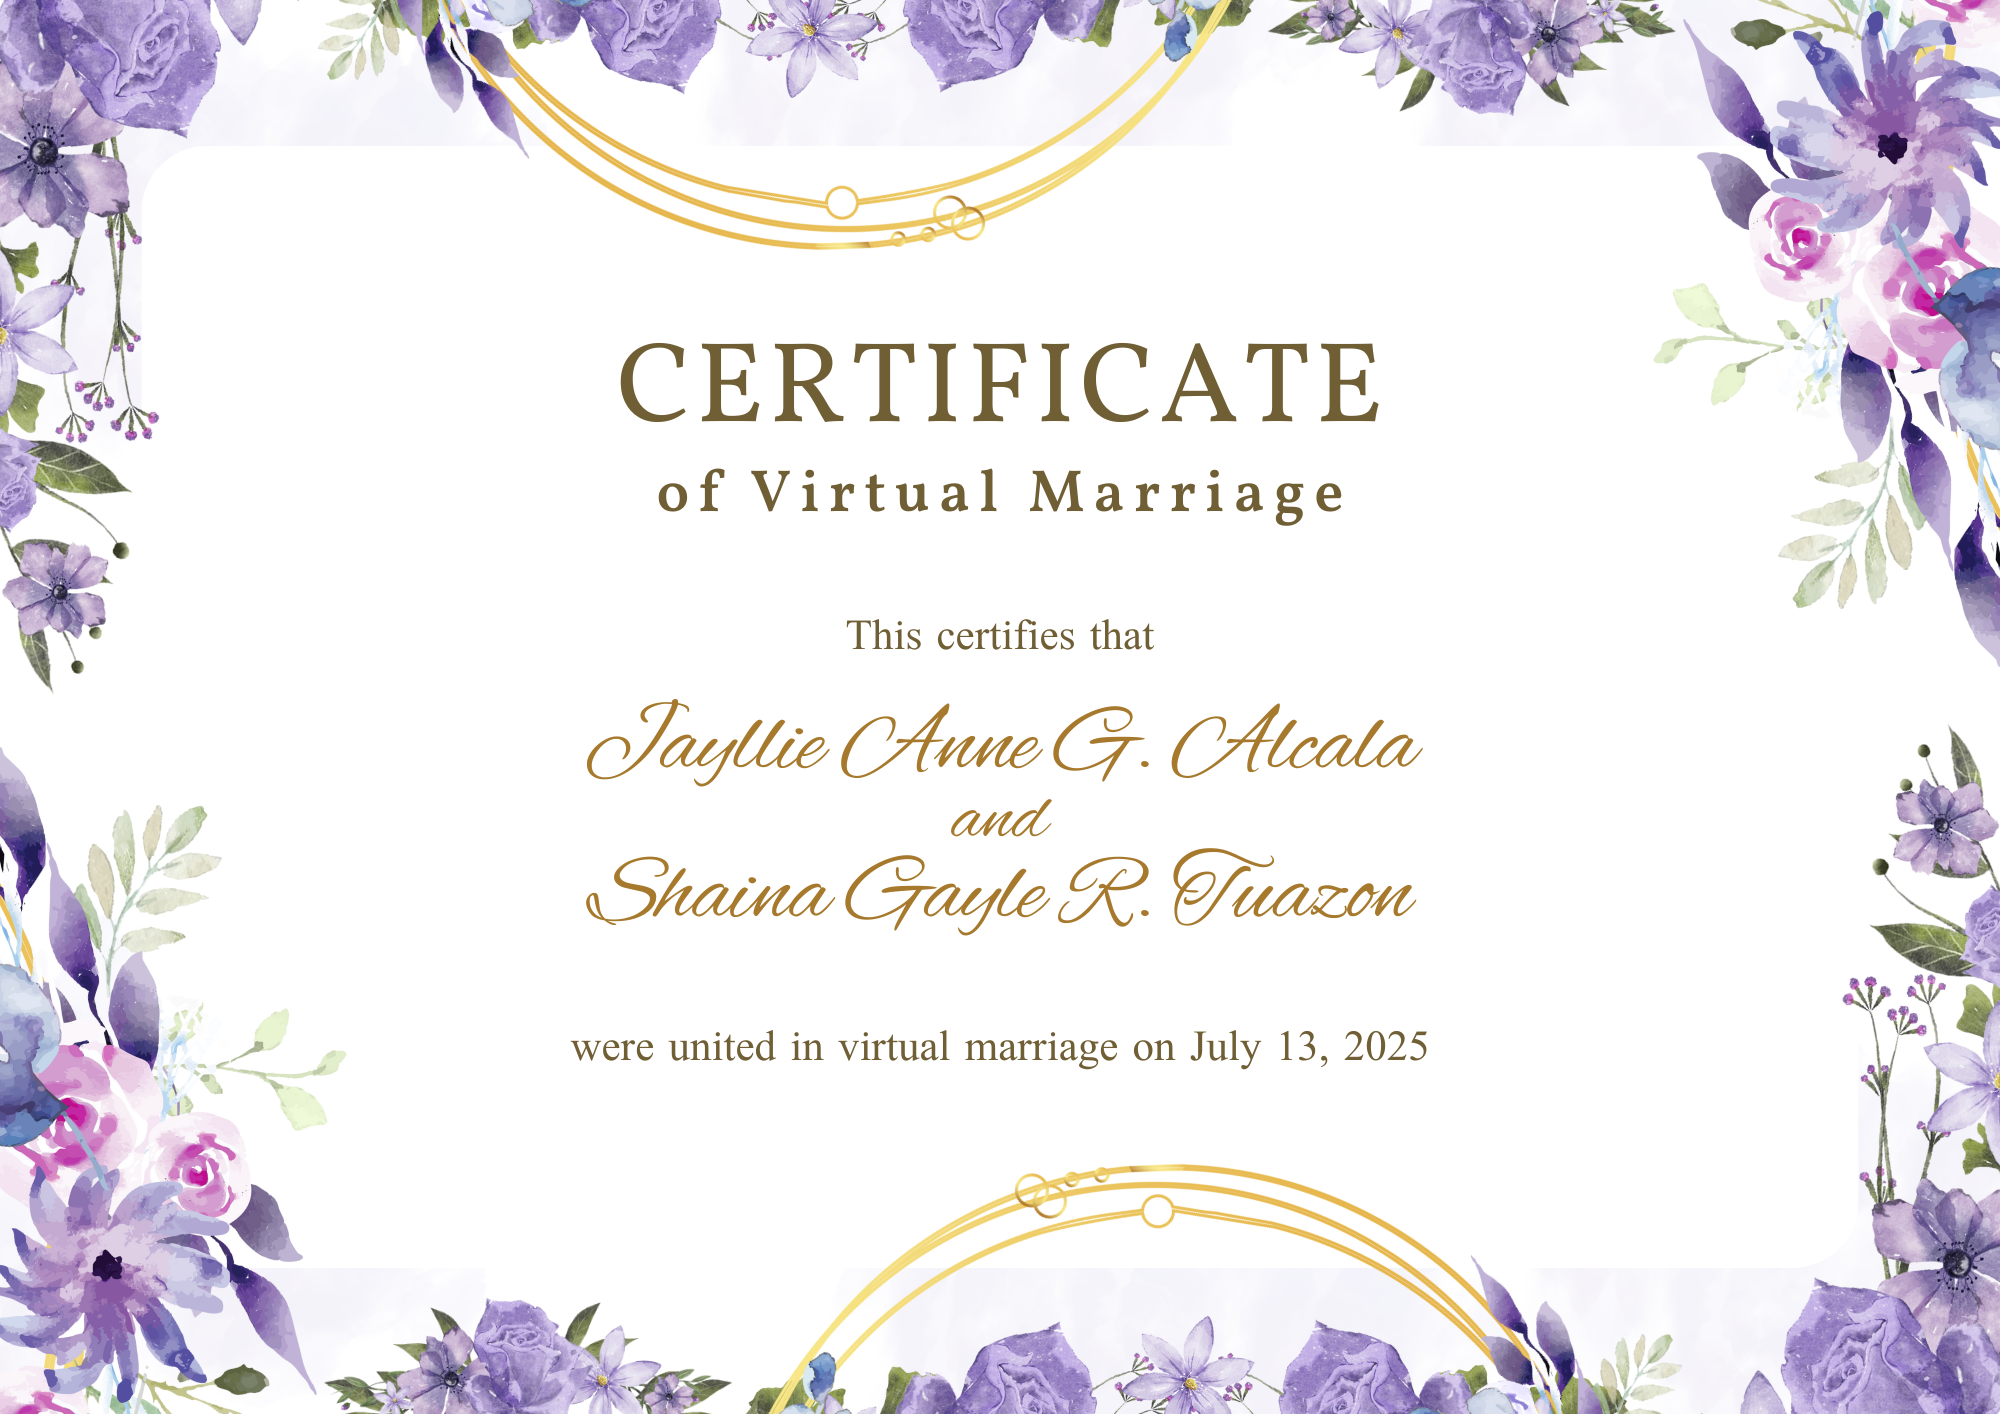 CERTIFICATE
of Virtual Marriage
This certifies that
Jayllie Anne G. Alcala
and
Shaina Gayle R. Tuazon
were united in virtual marriage on July 13, 2025